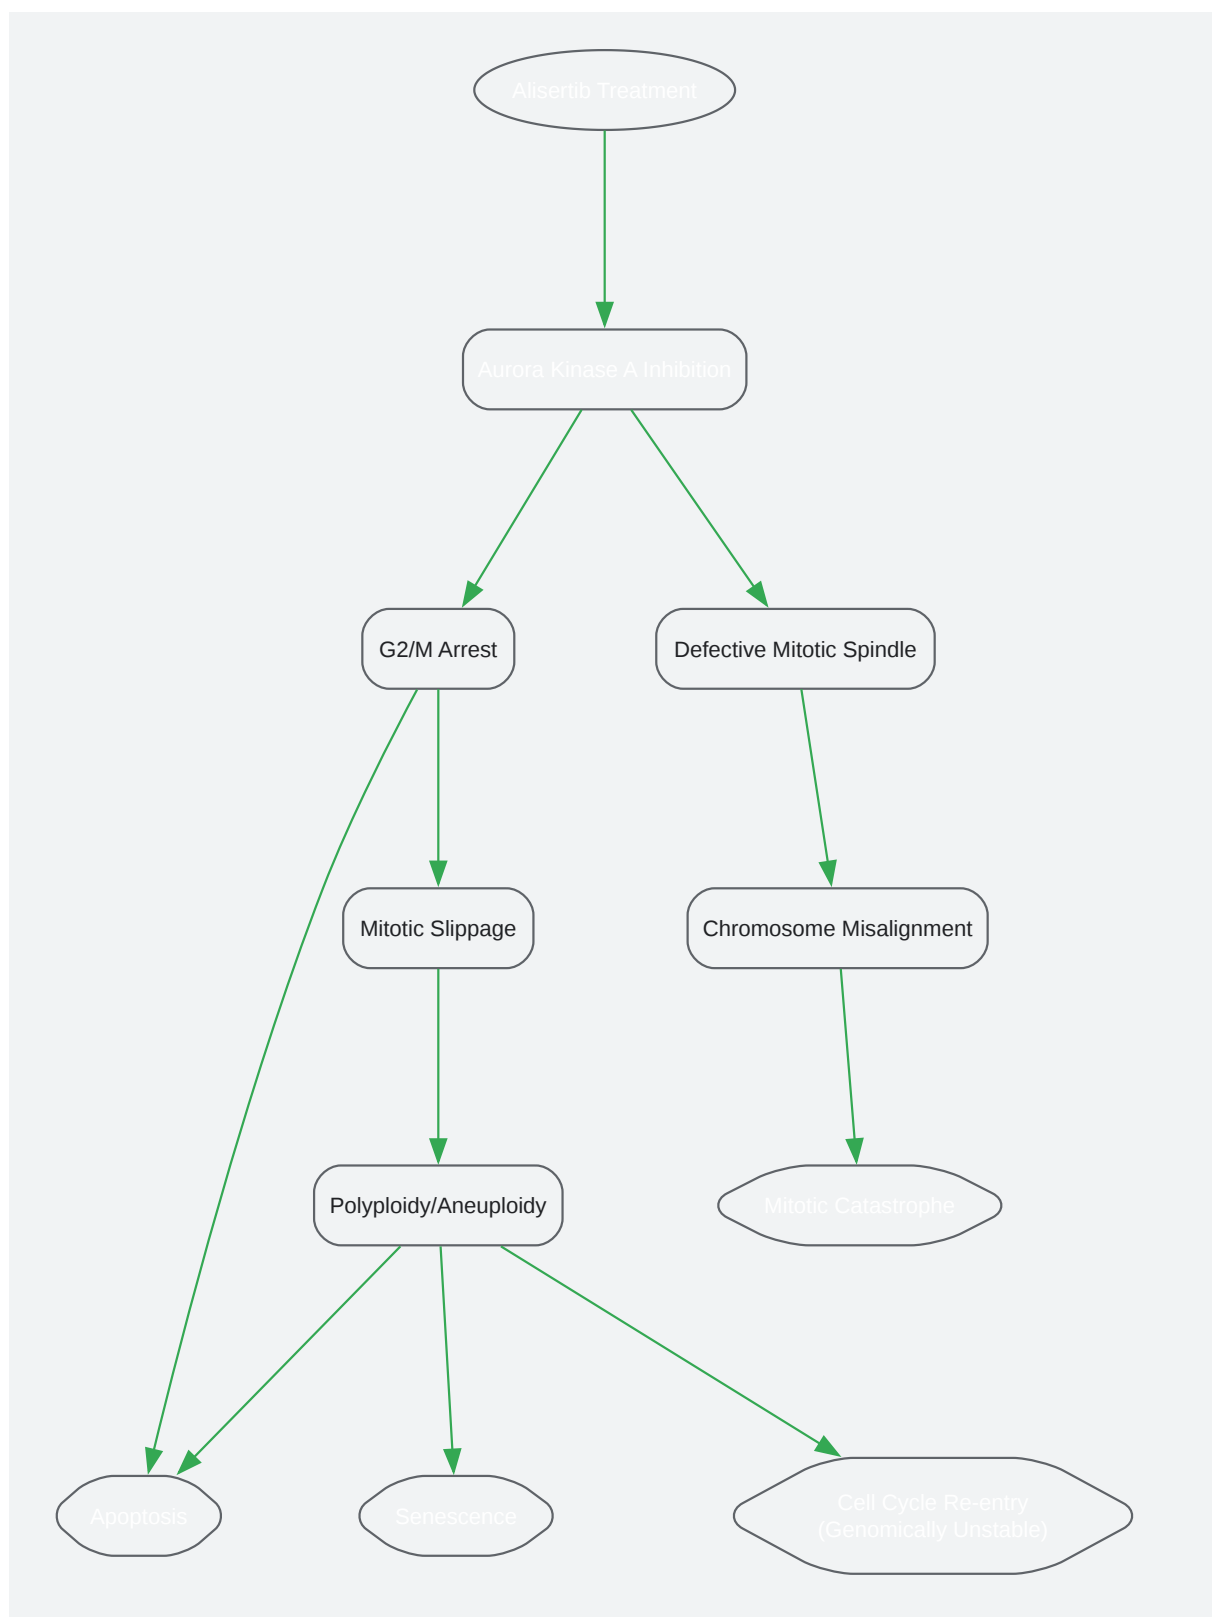 Alisertib Treatment
Aurora Kinase A Inhibition
G2/M Arrest
Defective Mitotic Spindle
Mitotic Slippage
Chromosome Misalignment
Polyploidy/Aneuploidy
Mitotic Catastrophe
Apoptosis
Senescence
Cell Cycle Re-entry
(Genomically Unstable)